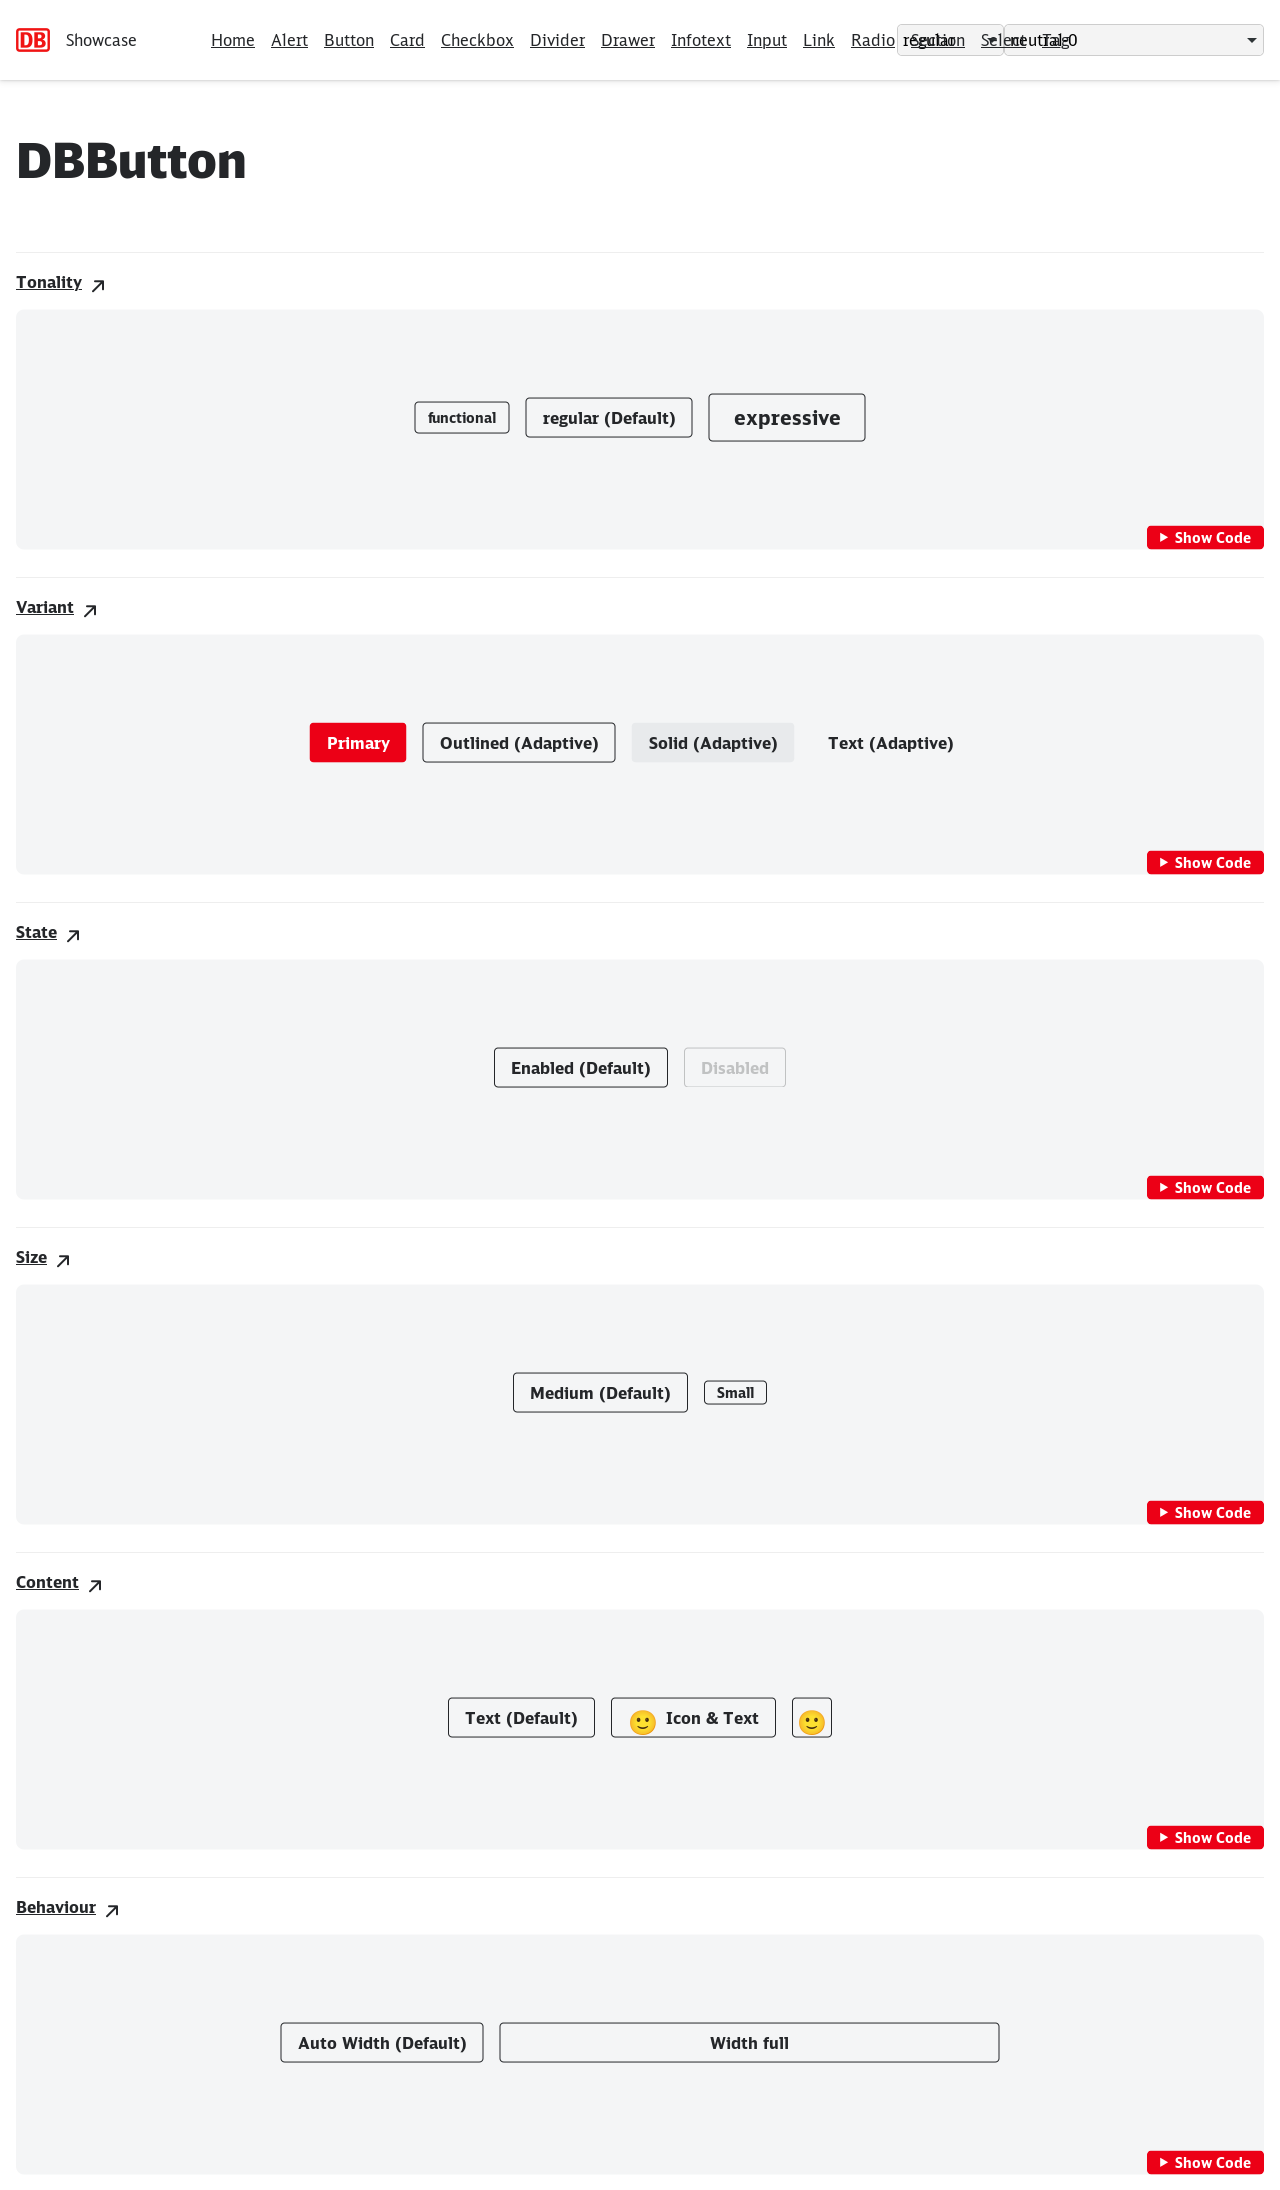 DB Showcase Home Alert Button Card Checkbox Divider Drawer Infotext Input Link Radio Section Select Tag regular neutral-0
DBButton
Tonality
functional regular (Default) expressive
Show Code
Variant
Primary Outlined (Adaptive) Solid (Adaptive) Text (Adaptive)
Show Code
State
Enabled (Default) Disabled
Show Code
Size
Medium (Default) Small
Show Code
Content
Text (Default) 🙂 Icon & Text 🙂
Show Code
Behaviour
Auto Width (Default) Width full
Show Code